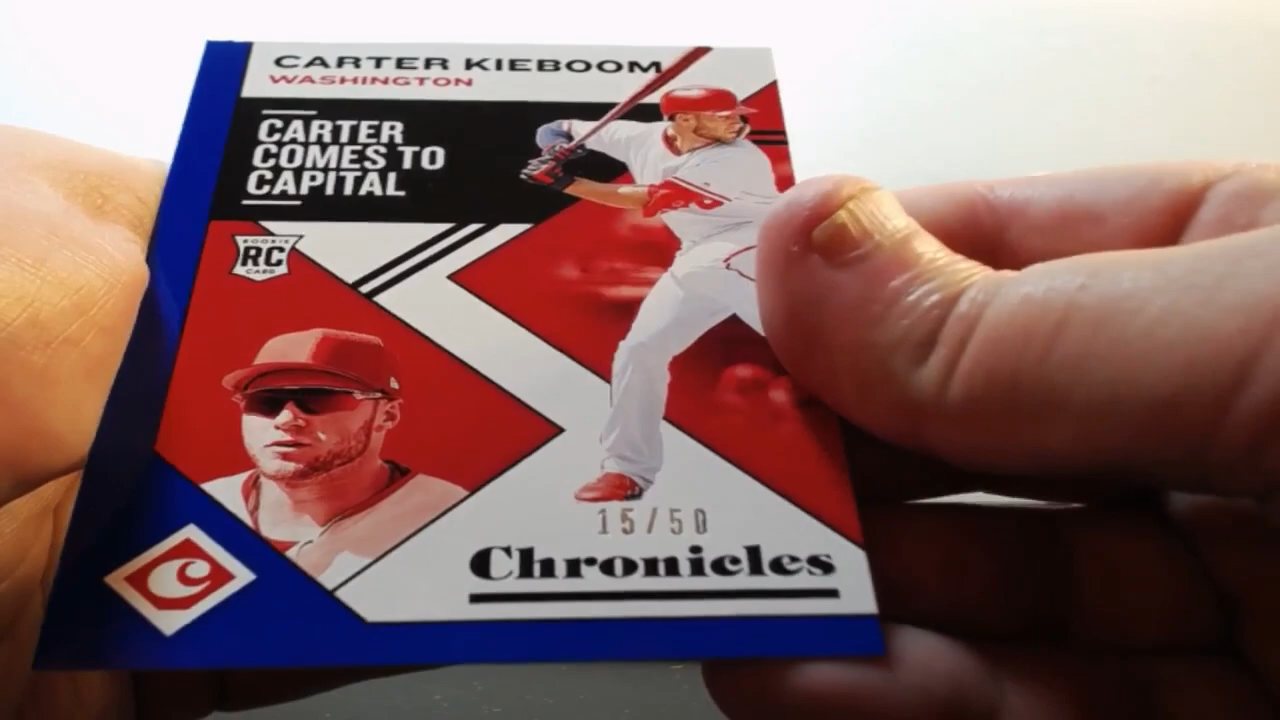 CARTER KIEBOOM
WASHINGTON
CARTER
COMES TO
CAPITAL
ROOKIE
RC
CARD
15/50
Chronicles
C